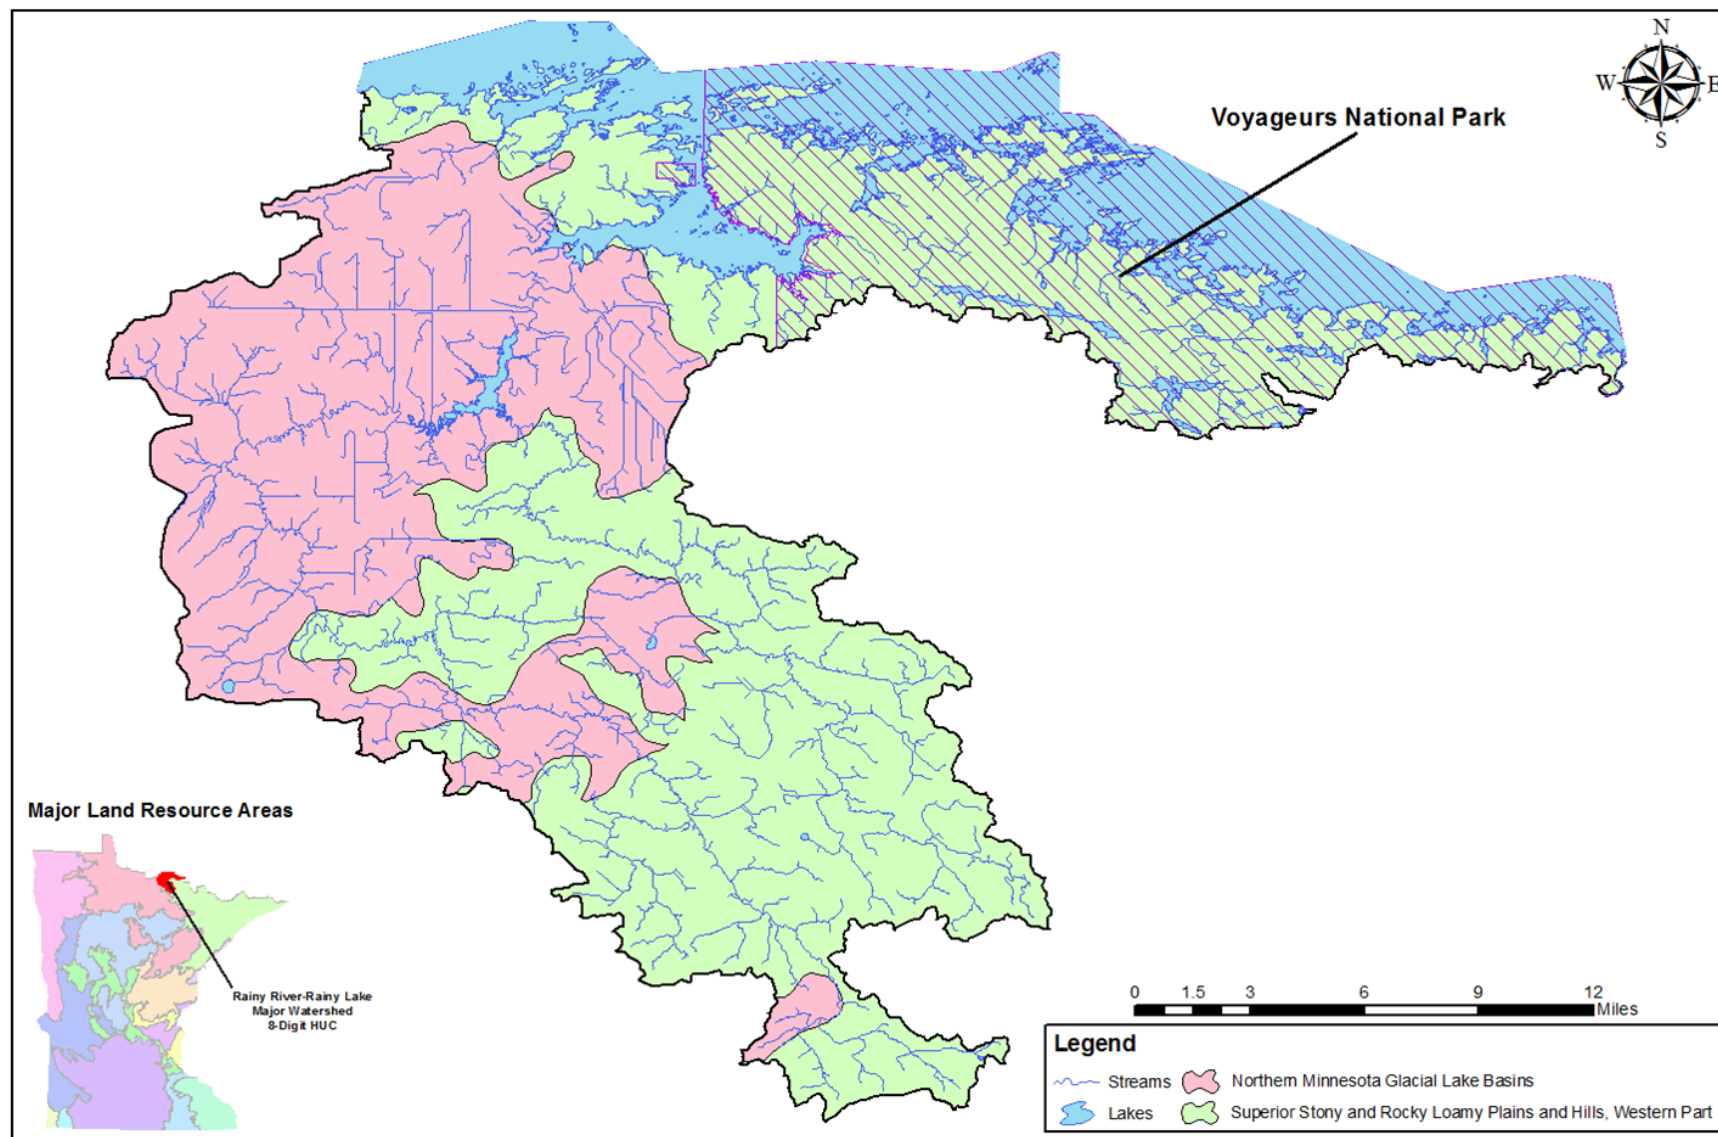 N
W E
S
Voyageurs National Park
Major Land Resource Areas
Rainy River-Rainy Lake
Major Watershed
8-Digit HUC
0 1.5 3 6 9 12
Miles
Legend
Streams Northern Minnesota Glacial Lake Basins
Lakes Superior Stony and Rocky Loamy Plains and Hills, Western Part